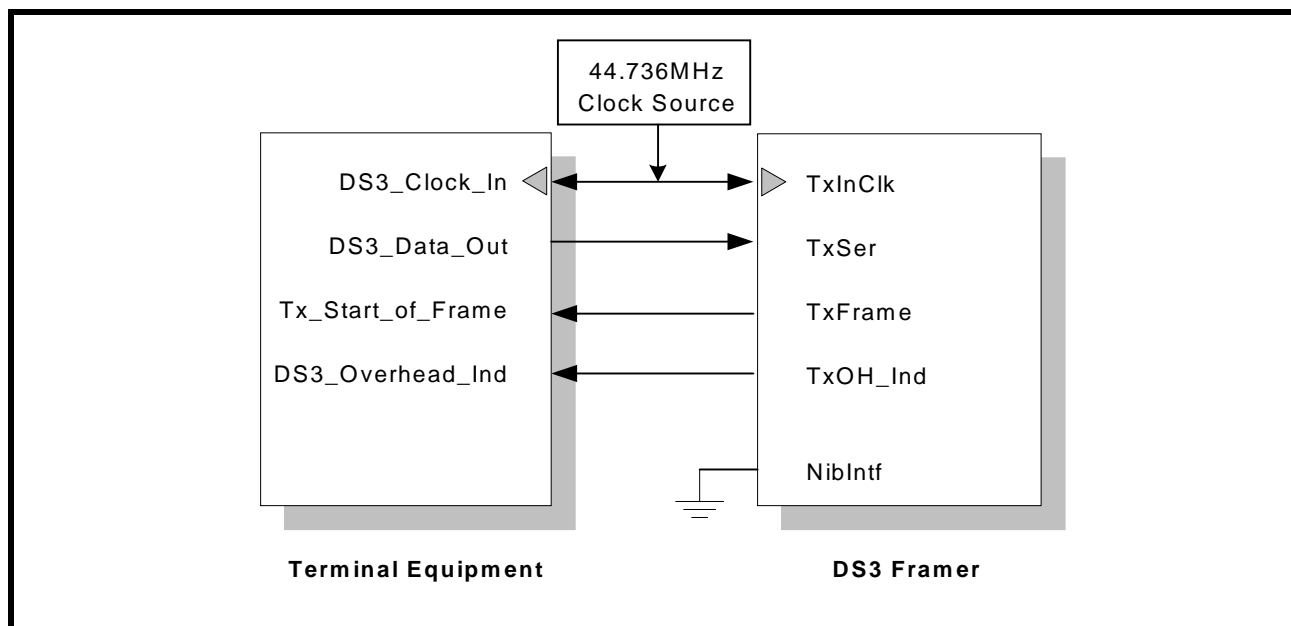 44.736MHz
Clock Source
DS3_Clock_In
TxInClk
DS3_Data_Out
TxSer
Tx_Start_of_Frame
TxFrame
DS3_Overhead_Ind
TxOH_Ind
NibIntf
Terminal Equipment
DS3 Framer